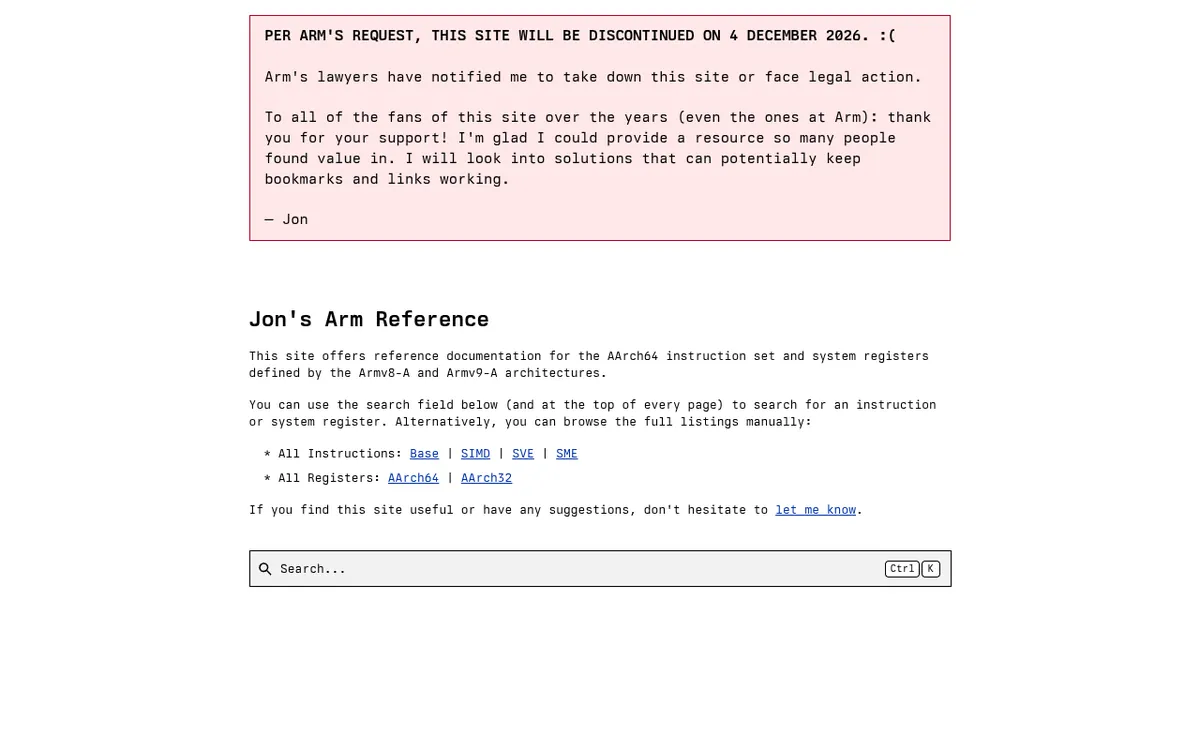 PER ARM'S REQUEST, THIS SITE WILL BE DISCONTINUED ON 4 DECEMBER 2026. :(
Arm's lawyers have notified me to take down this site or face legal action.
To all of the fans of this site over the years (even the ones at Arm): thank
you for your support! I'm glad I could provide a resource so many people
found value in. I will look into solutions that can potentially keep
bookmarks and links working.
— Jon
Jon's Arm Reference
This site offers reference documentation for the AArch64 instruction set and system registers
defined by the Armv8-A and Armv9-A architectures.
You can use the search field below (and at the top of every page) to search for an instruction
or system register. Alternatively, you can browse the full listings manually:
* All Instructions: Base | SIMD | SVE | SME
* All Registers: AArch64 | AArch32
If you find this site useful or have any suggestions, don't hesitate to let me know.
Search... Ctrl K